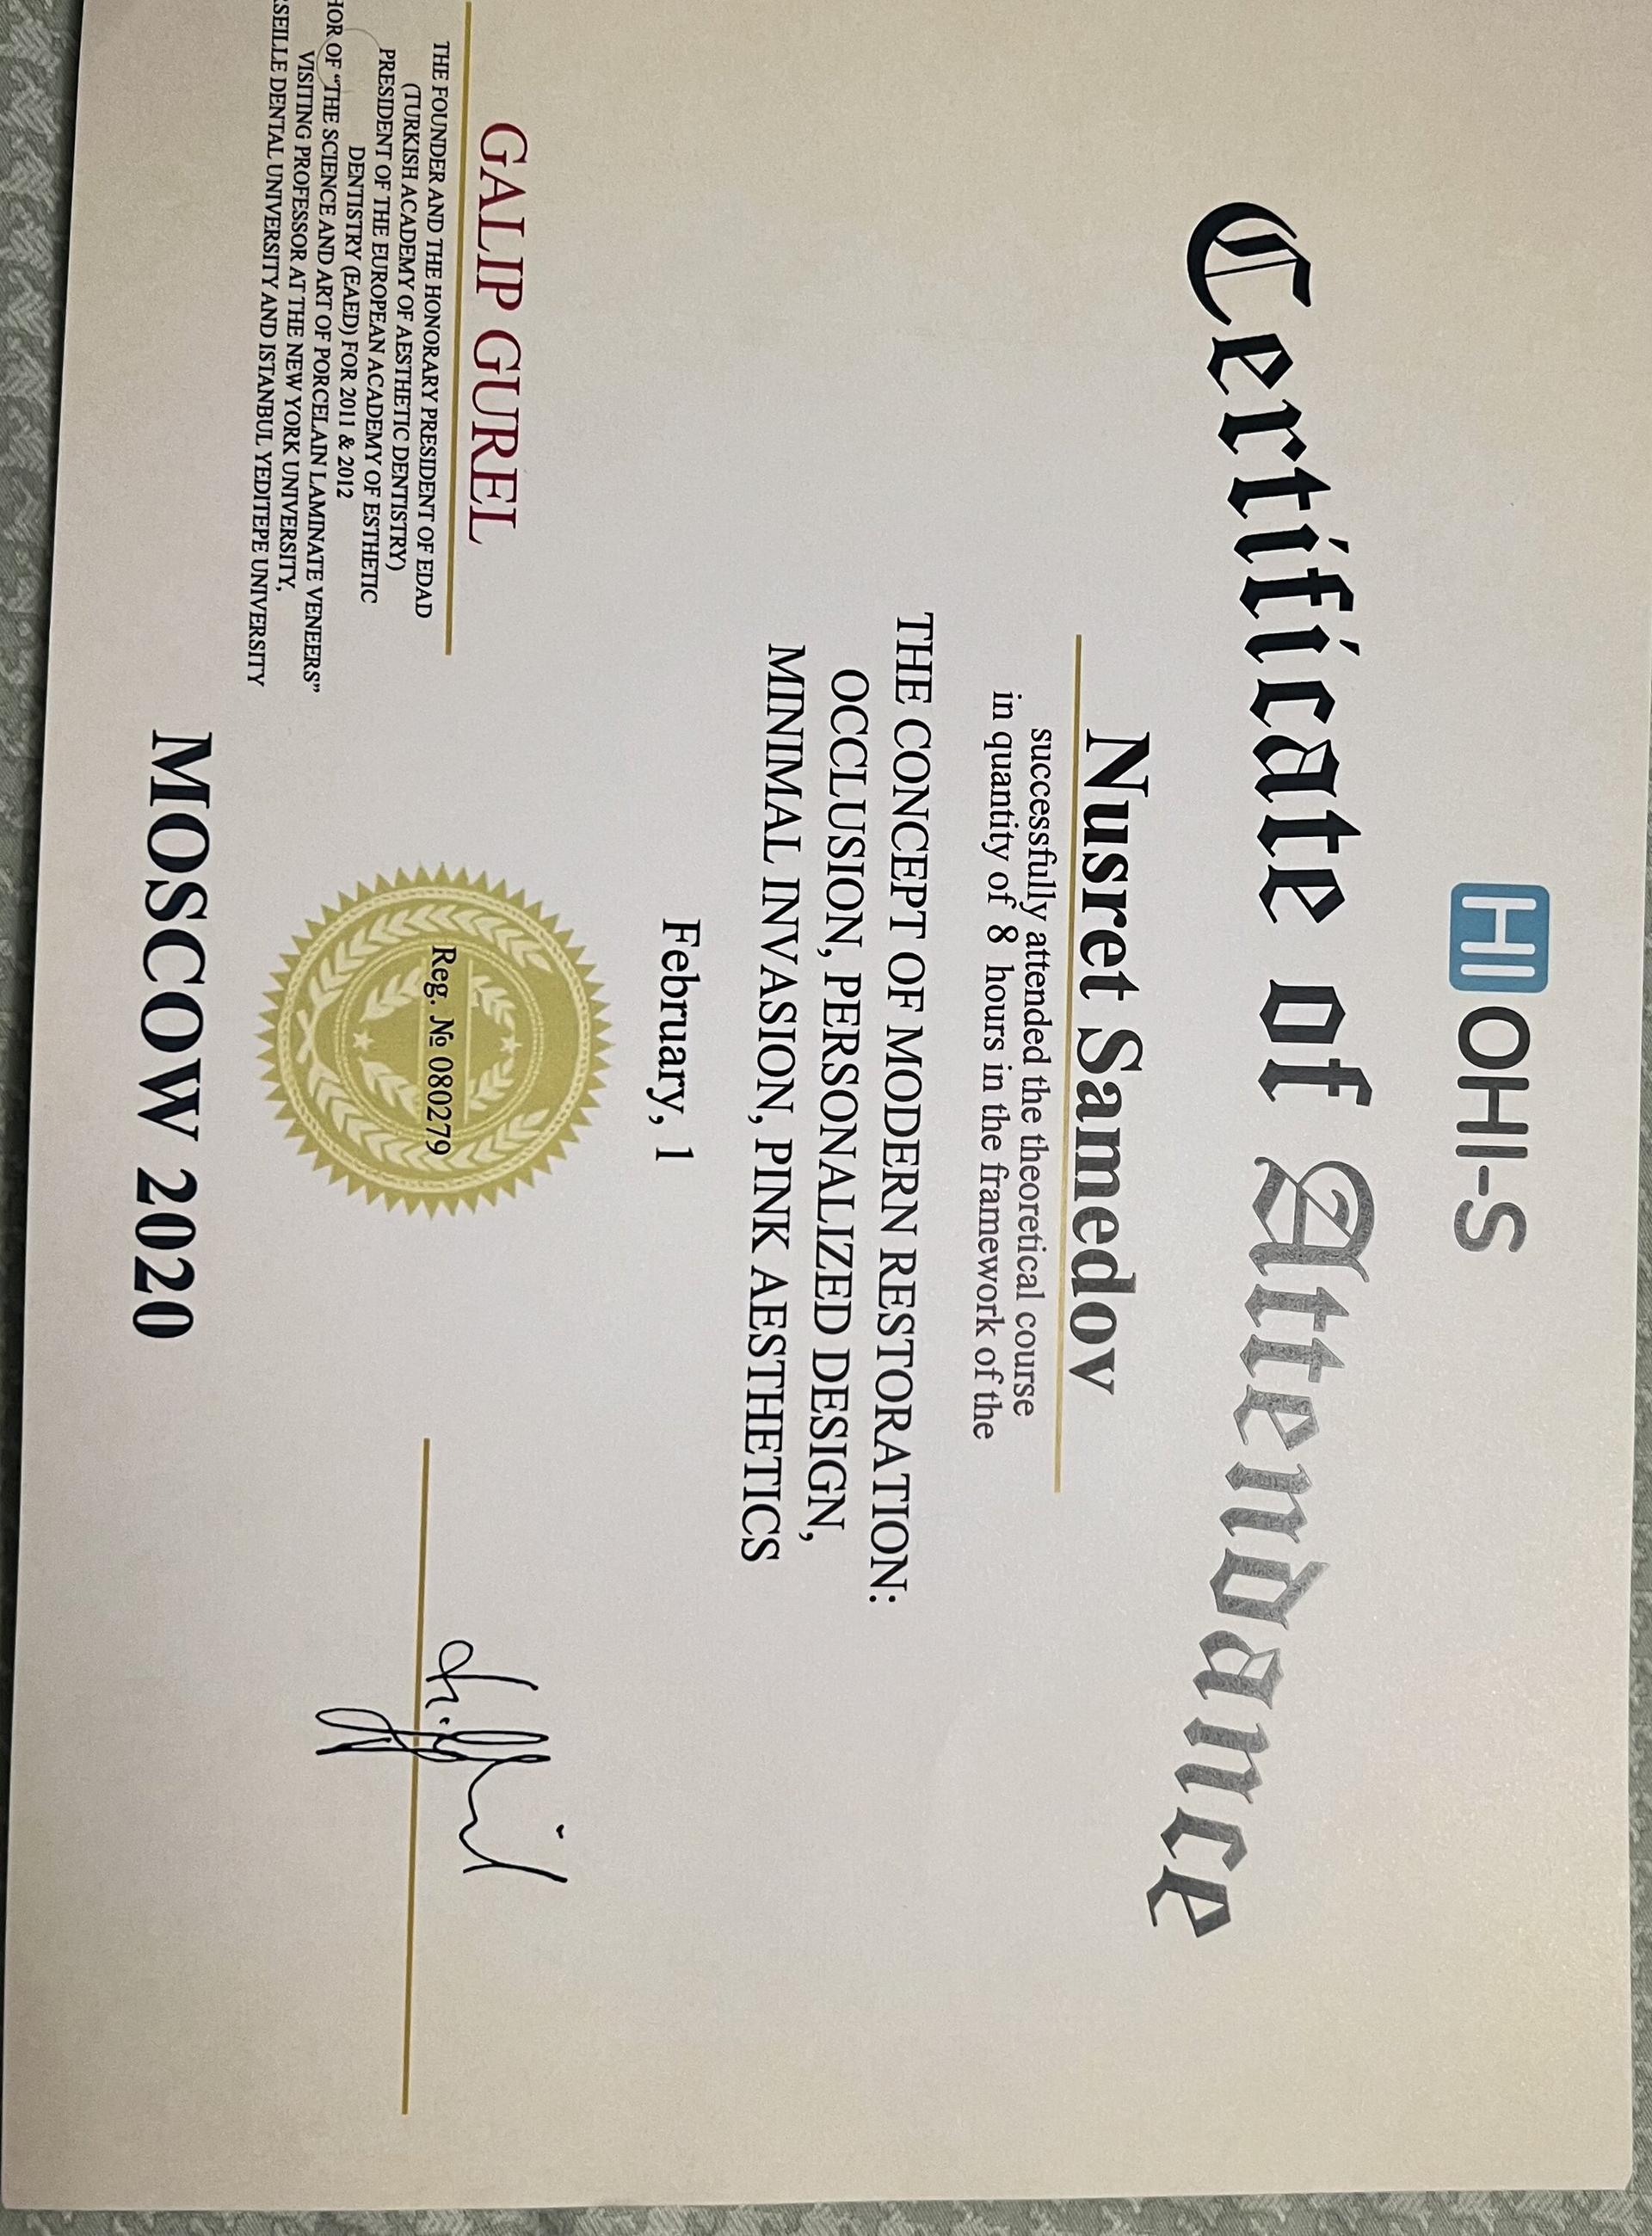 HI OHI-S
Certificate of Attendance
Nusret Samedov
successfully attended the theoretical course
in quantity of 8 hours in the framework of the
THE CONCEPT OF MODERN RESTORATION:
OCCLUSION, PERSONALIZED DESIGN,
MINIMAL INVASION, PINK AESTHETICS
February, 1
GALIP GUREL
THE FOUNDER AND THE HONORARY PRESIDENT OF EDAD
(TURKISH ACADEMY OF AESTHETIC DENTISTRY)
PRESIDENT OF THE EUROPEAN ACADEMY OF ESTHETIC
DENTISTRY (EAED) FOR 2011 & 2012
HOR OF “THE SCIENCE AND ART OF PORCELAIN LAMINATE VENEERS”
VISITING PROFESSOR AT THE NEW YORK UNIVERSITY,
SEILLE DENTAL UNIVERSITY AND ISTANBUL YEDITEPE UNIVERSITY
Reg. № 080279
MOSCOW 2020